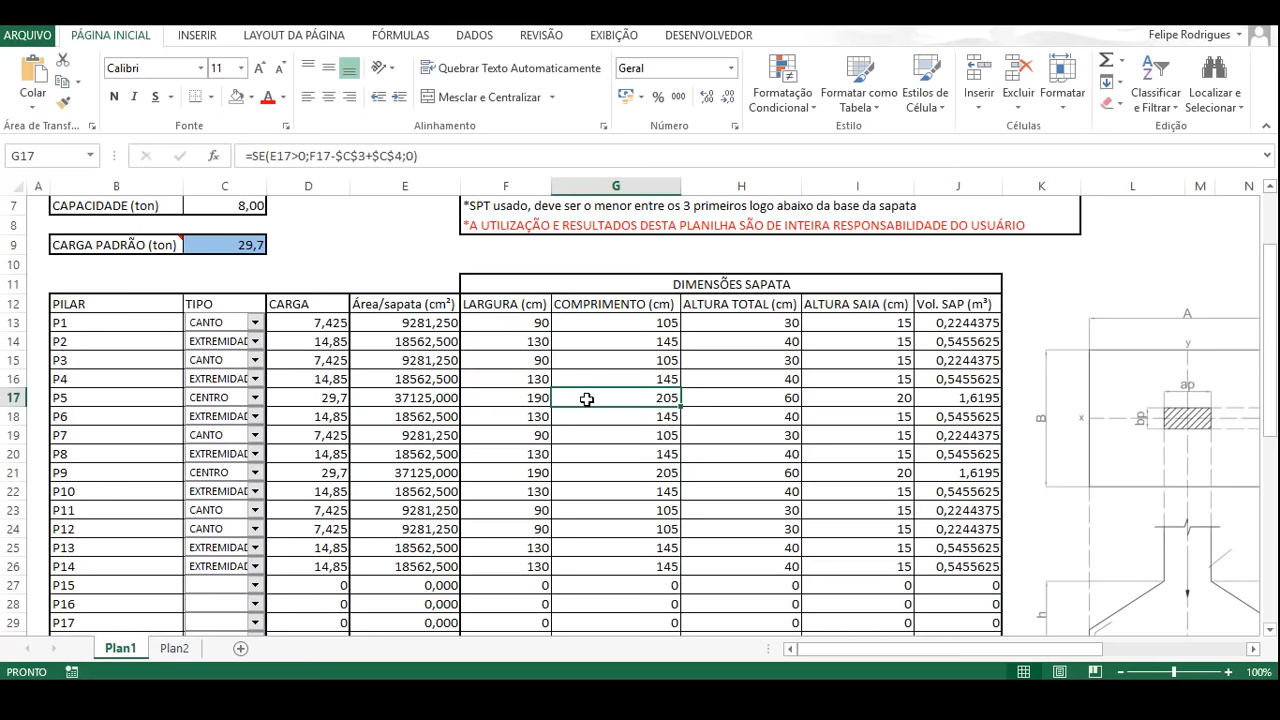 ARQUIVO PÁGINA INICIAL INSERIR LAYOUT DA PÁGINA FÓRMULAS DADOS REVISÃO EXIBIÇÃO DESENVOLVEDOR Felipe Rodrigues
Colar Calibri 11 A A Quebrar Texto Automaticamente Geral Formatação Condicional Formatar como Tabela Estilos de Célula Inserir Excluir Formatar Classificar e Filtrar Localizar e Selecionar
N I S A Mesclar e Centralizar % 000
Área de Transf... Fonte Alinhamento Número Estilo Células Edição
G17 fx =SE(E17>0;F17-$C$3+$C$4;0)
A B C D E F G H I J K L M N
7 CAPACIDADE (ton) 8,00 *SPT usado, deve ser o menor entre os 3 primeiros logo abaixo da base da sapata
8 *A UTILIZAÇÃO E RESULTADOS DESTA PLANILHA SÃO DE INTEIRA RESPONSABILIDADE DO USUÁRIO
9 CARGA PADRÃO (ton) 29,7
10
11 DIMENSÕES SAPATA
12 PILAR TIPO CARGA Área/sapata (cm²) LARGURA (cm) COMPRIMENTO (cm) ALTURA TOTAL (cm) ALTURA SAIA (cm) Vol. SAP (m³)
13 P1 CANTO 7,425 9281,250 90 105 30 15 0,2244375
14 P2 EXTREMIDAD 14,85 18562,500 130 145 40 15 0,5455625
15 P3 CANTO 7,425 9281,250 90 105 30 15 0,2244375
16 P4 EXTREMIDAD 14,85 18562,500 130 145 40 15 0,5455625
17 P5 CENTRO 29,7 37125,000 190 205 60 20 1,6195
18 P6 EXTREMIDAD 14,85 18562,500 130 145 40 15 0,5455625
19 P7 CANTO 7,425 9281,250 90 105 30 15 0,2244375
20 P8 EXTREMIDAD 14,85 18562,500 130 145 40 15 0,5455625
21 P9 CENTRO 29,7 37125,000 190 205 60 20 1,6195
22 P10 EXTREMIDAD 14,85 18562,500 130 145 40 15 0,5455625
23 P11 CANTO 7,425 9281,250 90 105 30 15 0,2244375
24 P12 CANTO 7,425 9281,250 90 105 30 15 0,2244375
25 P13 EXTREMIDAD 14,85 18562,500 130 145 40 15 0,5455625
26 P14 EXTREMIDAD 14,85 18562,500 130 145 40 15 0,5455625
27 P15 0 0,000 0 0 0 0 0
28 P16 0 0,000 0 0 0 0 0
29 P17 0 0,000 0 0 0 0 0
A
y
ap
B x bp
h
Plan1 Plan2
PRONTO 100%